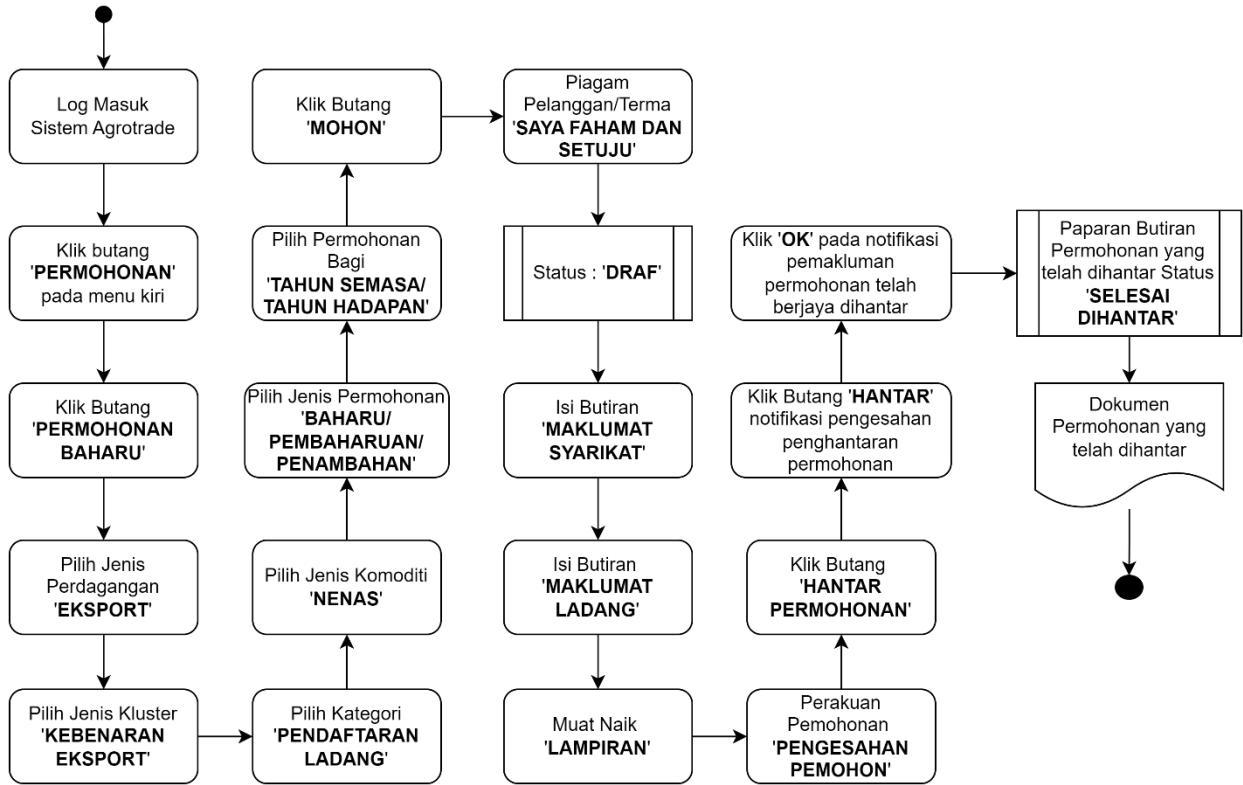 Log Masuk
Sistem Agrotrade
Klik butang
'PERMOHONAN'
pada menu kiri
Klik Butang
'PERMOHONAN
BAHARU'
Pilih Jenis
Perdagangan
'EKSPORT'
Pilih Jenis Kluster
'KEBENARAN
EKSPORT'
Pilih Kategori
'PENDAFTARAN
LADANG'
Pilih Jenis Komoditi
'NENAS'
Pilih Jenis Permohonan
'BAHARU/
PEMBAHARUAN/
PENAMBAHAN'
Pilih Permohonan
Bagi
'TAHUN SEMASA/
TAHUN HADAPAN'
Klik Butang
'MOHON'
Piagam
Pelanggan/Terma
'SAYA FAHAM DAN
SETUJU'
Status : 'DRAF'
Isi Butiran
'MAKLUMAT
SYARIKAT'
Isi Butiran
'MAKLUMAT
LADANG'
Muat Naik
'LAMPIRAN'
Perakuan
Pemohonan
'PENGESAHAN
PEMOHON'
Klik Butang
'HANTAR
PERMOHONAN'
Klik Butang 'HANTAR'
notifikasi pengesahan
penghantaran
permohonan
Klik 'OK' pada notifikasi
pemakluman
permohonan telah
berjaya dihantar
Paparan Butiran
Permohonan yang
telah dihantar Status
'SELESAI
DIHANTAR'
Dokumen
Permohonan yang
telah dihantar